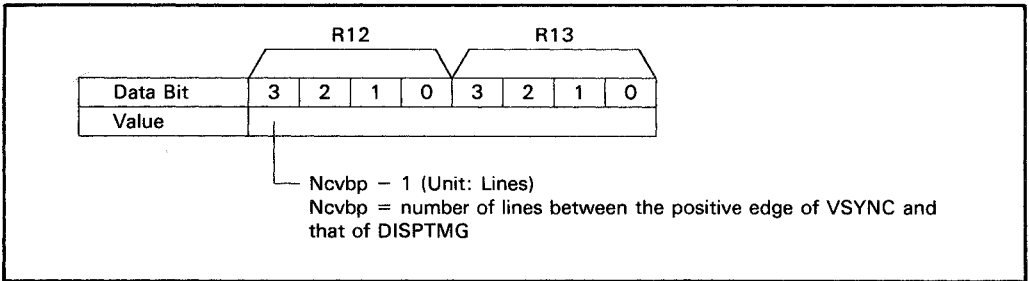 R12 R13
Data Bit 3 2 1 0 3 2 1 0
Value
Ncvbp − 1 (Unit: Lines)
Ncvbp = number of lines between the positive edge of VSYNC and
that of DISPTMG